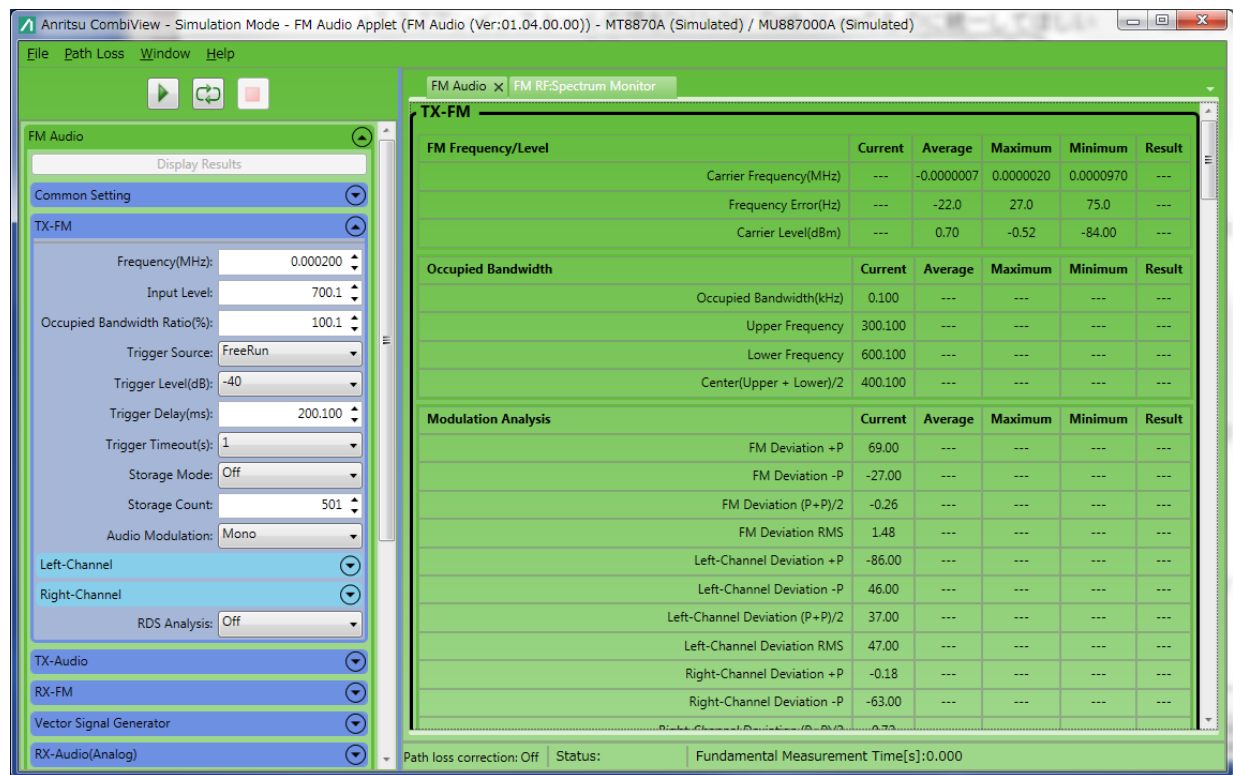 Anritsu CombiView - Simulation Mode - FM Audio Applet (FM Audio (Ver:01.04.00.00)) - MT8870A (Simulated) / MU887000A (Simulated)
File Path Loss Window Help
FM Audio
Display Results
Common Setting
TX-FM
Frequency(MHz): 0.000200
Input Level: 700.1
Occupied Bandwidth Ratio(%): 100.1
Trigger Source: FreeRun
Trigger Level(dB): -40
Trigger Delay(ms): 200.100
Trigger Timeout(s): 1
Storage Mode: Off
Storage Count: 501
Audio Modulation: Mono
Left-Channel
Right-Channel
RDS Analysis: Off
TX-Audio
RX-FM
Vector Signal Generator
RX-Audio(Analog)
FM Audio FM RF:Spectrum Monitor
TX-FM
FM Frequency/Level Current Average Maximum Minimum Result
Carrier Frequency(MHz) --- -0.0000007 0.0000020 0.0000970 ---
Frequency Error(Hz) --- -22.0 27.0 75.0 ---
Carrier Level(dBm) --- 0.70 -0.52 -84.00 ---
Occupied Bandwidth Current Average Maximum Minimum Result
Occupied Bandwidth(kHz) 0.100 --- --- --- ---
Upper Frequency 300.100 --- --- --- ---
Lower Frequency 600.100 --- --- --- ---
Center(Upper + Lower)/2 400.100 --- --- --- ---
Modulation Analysis Current Average Maximum Minimum Result
FM Deviation +P 69.00 --- --- --- ---
FM Deviation -P -27.00 --- --- --- ---
FM Deviation (P+P)/2 -0.26 --- --- --- ---
FM Deviation RMS 1.48 --- --- --- ---
Left-Channel Deviation +P -86.00 --- --- --- ---
Left-Channel Deviation -P 46.00 --- --- --- ---
Left-Channel Deviation (P+P)/2 37.00 --- --- --- ---
Left-Channel Deviation RMS 47.00 --- --- --- ---
Right-Channel Deviation +P -0.18 --- --- --- ---
Right-Channel Deviation -P -63.00 --- --- --- ---
Path loss correction: Off Status: Fundamental Measurement Time[s]:0.000